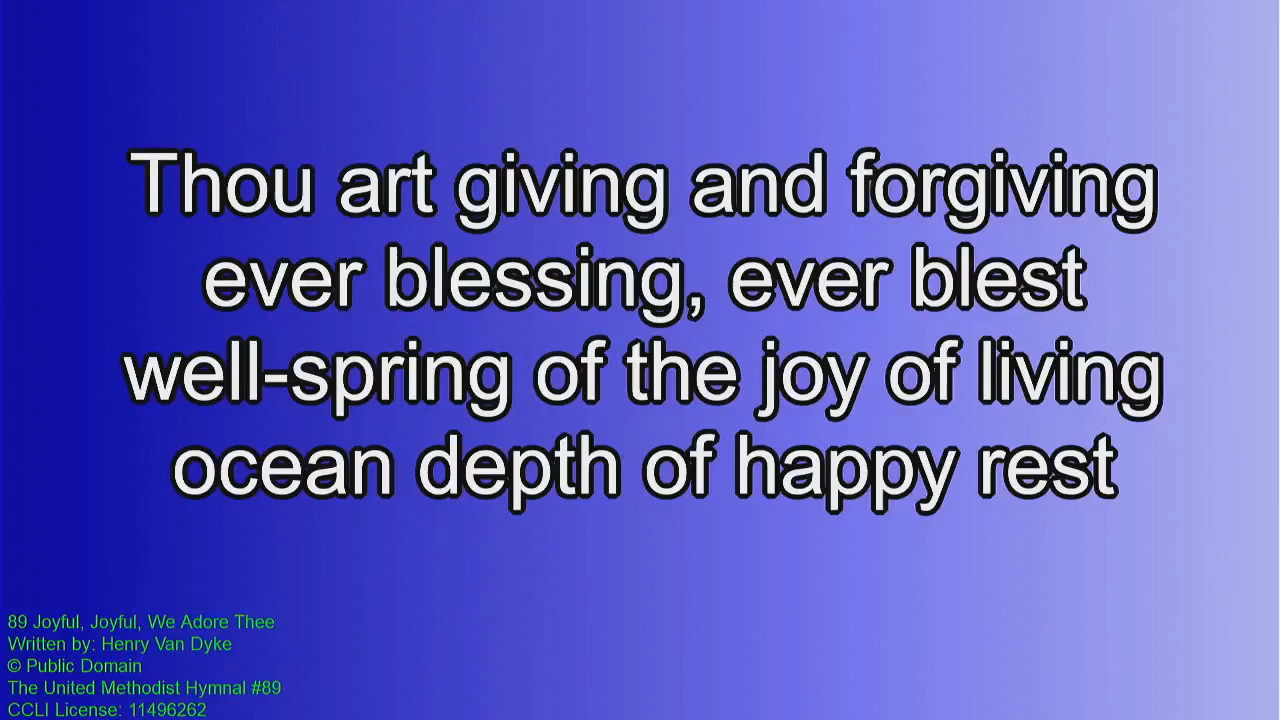 Thou art giving and forgiving
ever blessing, ever blest
well-spring of the joy of living
ocean depth of happy rest
89 Joyful, Joyful, We Adore Thee
Written by: Henry Van Dyke
© Public Domain
The United Methodist Hymnal #89
CCLI License: 11496262